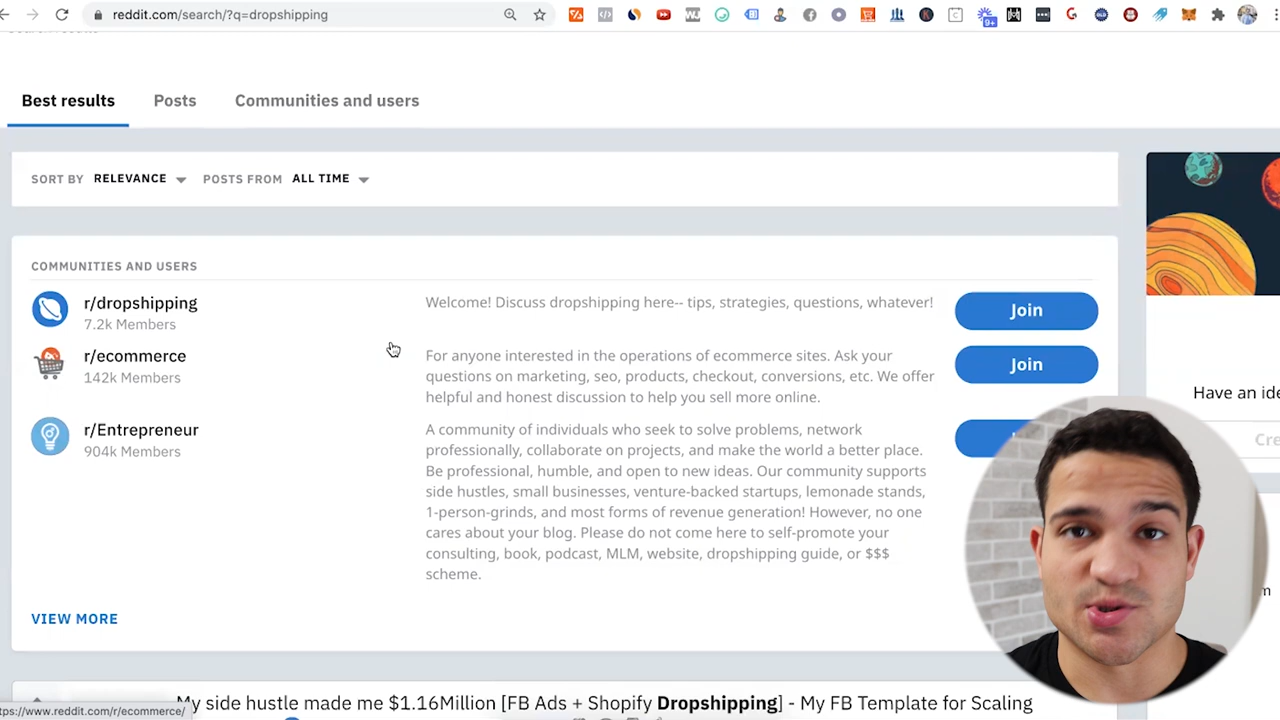 reddit.com/search/?q=dropshipping
9+
Best results
Posts
Communities and users
SORT BY RELEVANCE
POSTS FROM ALL TIME
COMMUNITIES AND USERS
r/dropshipping
7.2k Members
Welcome! Discuss dropshipping here-- tips, strategies, questions, whatever!
Join
r/ecommerce
142k Members
For anyone interested in the operations of ecommerce sites. Ask your
questions on marketing, seo, products, checkout, conversions, etc. We offer
helpful and honest discussion to help you sell more online.
Join
Have an ide
r/Entrepreneur
904k Members
A community of individuals who seek to solve problems, network
professionally, collaborate on projects, and make the world a better place.
Be professional, humble, and open to new ideas. Our community supports
side hustles, small businesses, venture-backed startups, lemonade stands,
1-person-grinds, and most forms of revenue generation! However, no one
cares about your blog. Please do not come here to self-promote your
consulting, book, podcast, MLM, website, dropshipping guide, or $$$
scheme.
Cre
VIEW MORE
My side hustle made me $1.16Million [FB Ads + Shopify Dropshipping] - My FB Template for Scaling
tps://www.reddit.com/r/ecommerce/